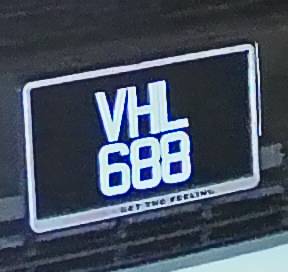 VHL
688
GET THE FEELING